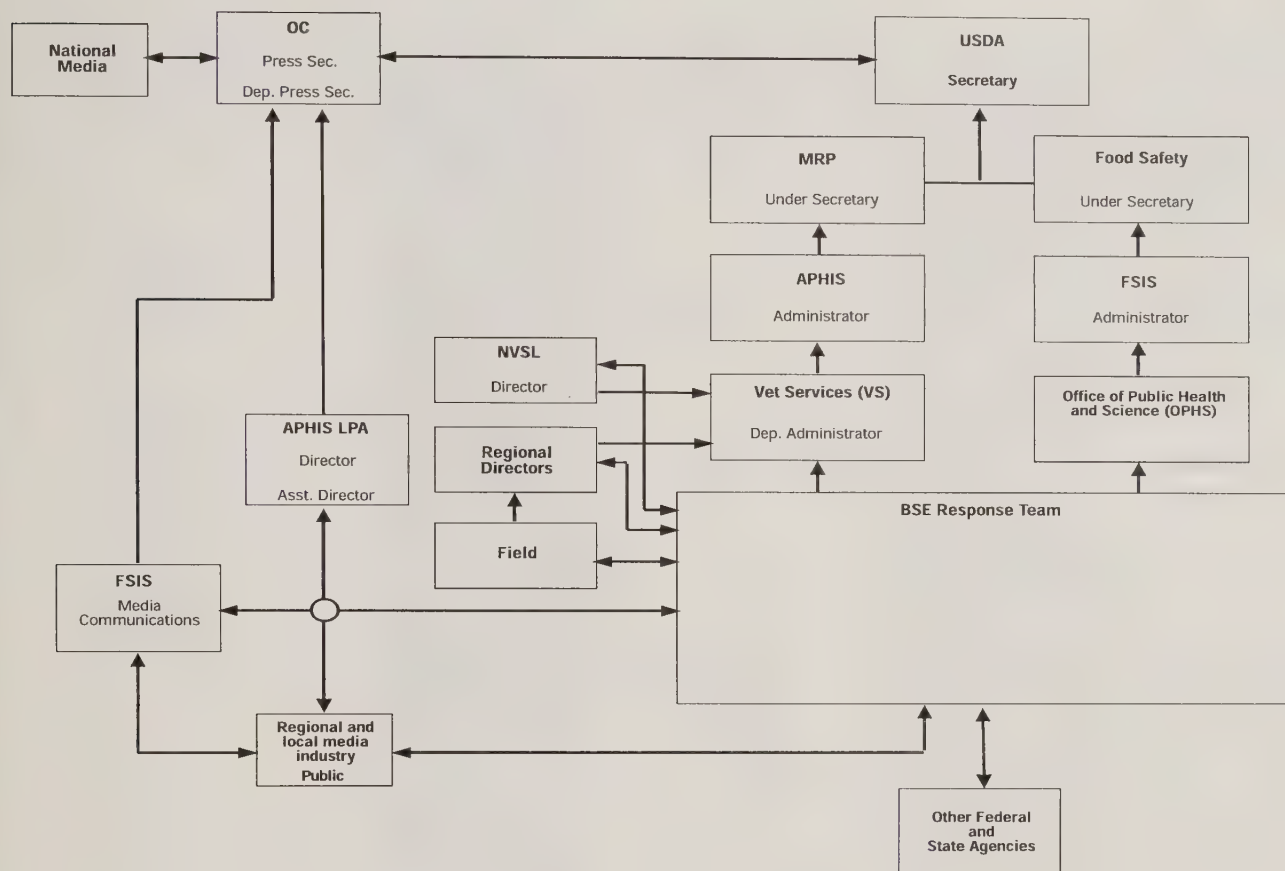 National
Media
OC
Press Sec.
Dep. Press Sec.
USDA
Secretary
MRP
Under Secretary
Food Safety
Under Secretary
APHIS
Administrator
FSIS
Administrator
NVSL
Director
Vet Services (VS)
Dep. Administrator
Office of Public Health
and Science (OPHS)
APHIS LPA
Director
Asst. Director
Regional
Directors
BSE Response Team
Field
FSIS
Media
Communications
Regional and
local media
industry
Public
Other Federal
and
State Agencies